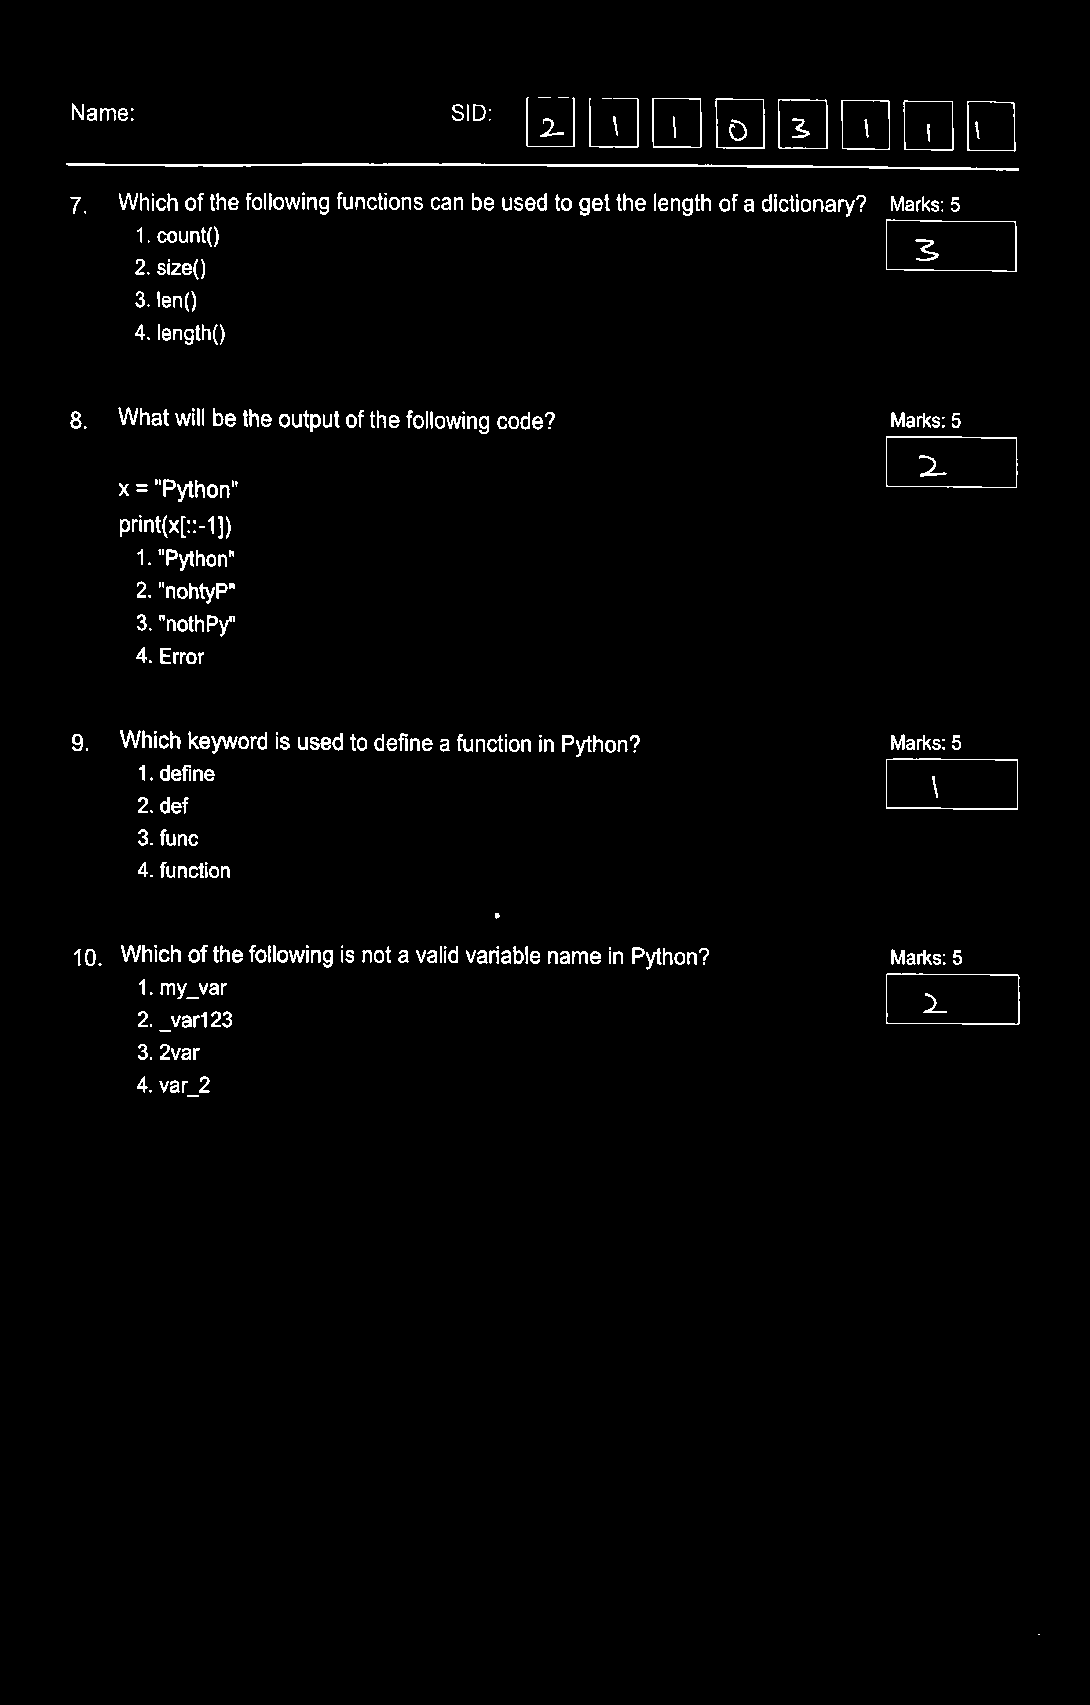 Name: SID: 2 1 1 0 3 1 1 1
7. Which of the following functions can be used to get the length of a dictionary? Marks: 5
1. count() 3
2. size()
3. len()
4. length()
8. What will be the output of the following code? Marks: 5
2
x = "Python"
print(x[::-1])
1. "Python"
2. "nohtyP"
3. "nothPy"
4. Error
9. Which keyword is used to define a function in Python? Marks: 5
1. define 1
2. def
3. func
4. function
10. Which of the following is not a valid variable name in Python? Marks: 5
1. my_var 2
2. _var123
3. 2var
4. var_2